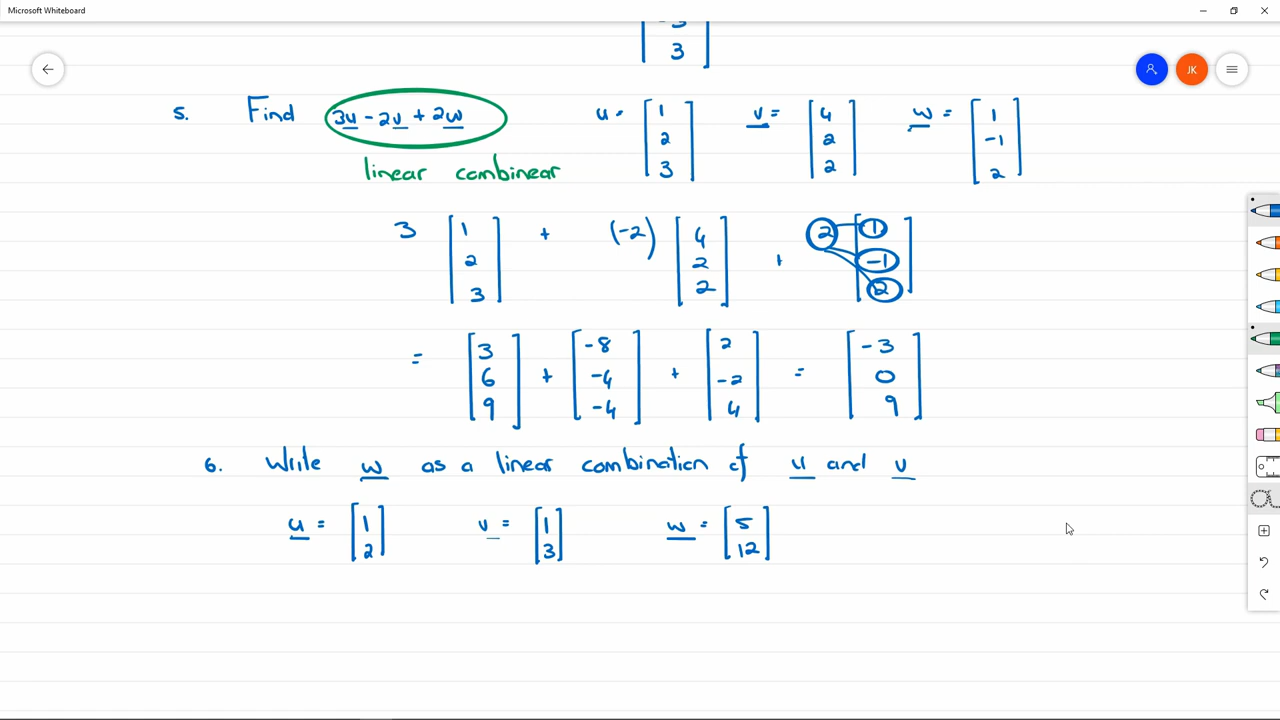 Microsoft Whiteboard
3
JK
5. Find 3u - 2v + 2w u = [1 2 3] v = [4 2 2] w = [1 -1 2]
linear combinear
3 [1 2 3] + (-2) [4 2 2] + 2 [1 -1 2]
= [3 6 9] + [-8 -4 -4] + [2 -2 4] = [-3 0 9]
6. Write w as a linear combination of u and v
u = [1 2] v = [1 3] w = [5 12]